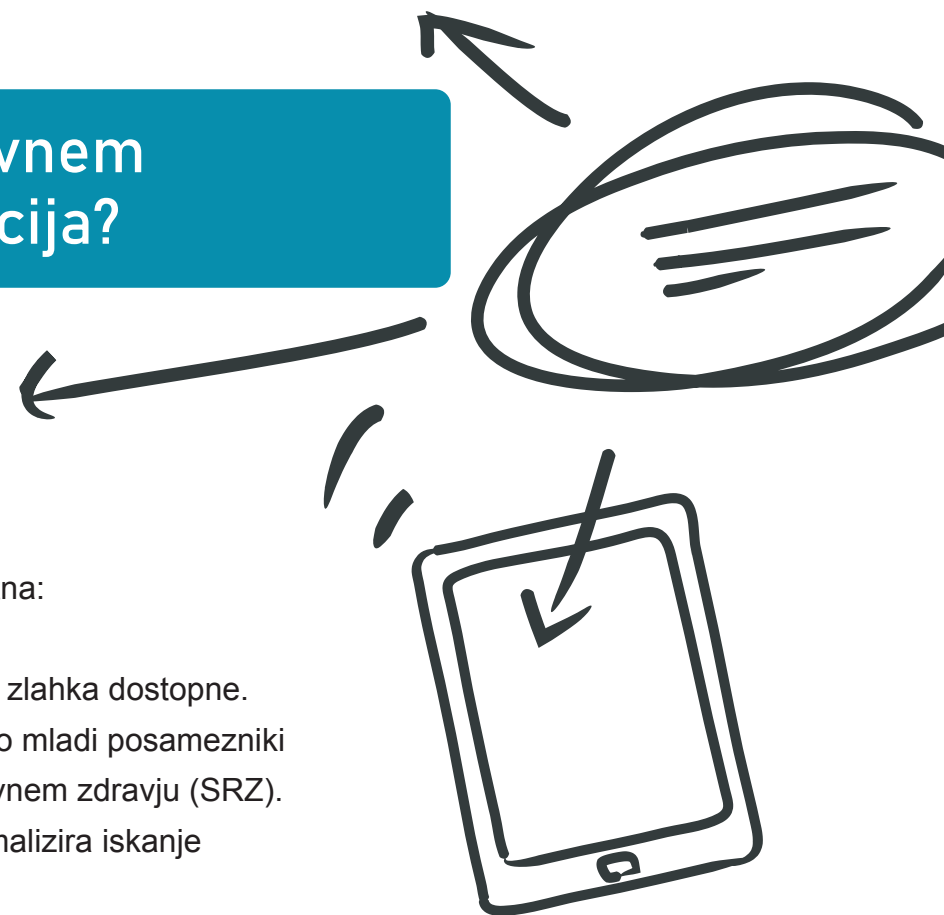 vnem
cija?
na:
zlahka dostopne.
o mladi posamezniki
vnem zdravju (SRZ).
nalizira iskanje